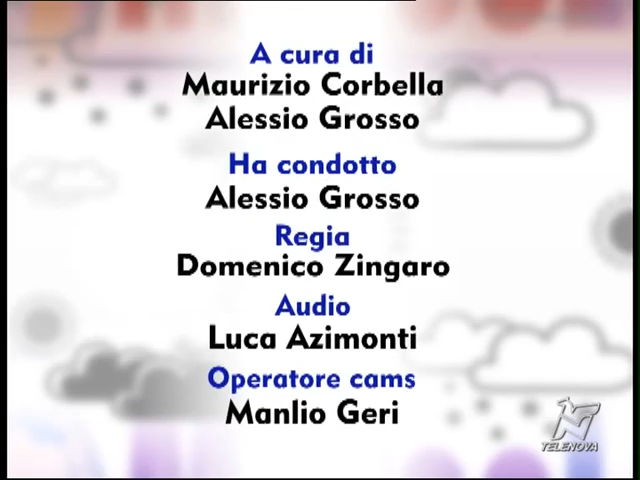 A cura di
Maurizio Corbella
Alessio Grosso
Ha condotto
Alessio Grosso
Regia
Domenico Zingaro
Audio
Luca Azimonti
Operatore cams
Manlio Geri
TELENOVA